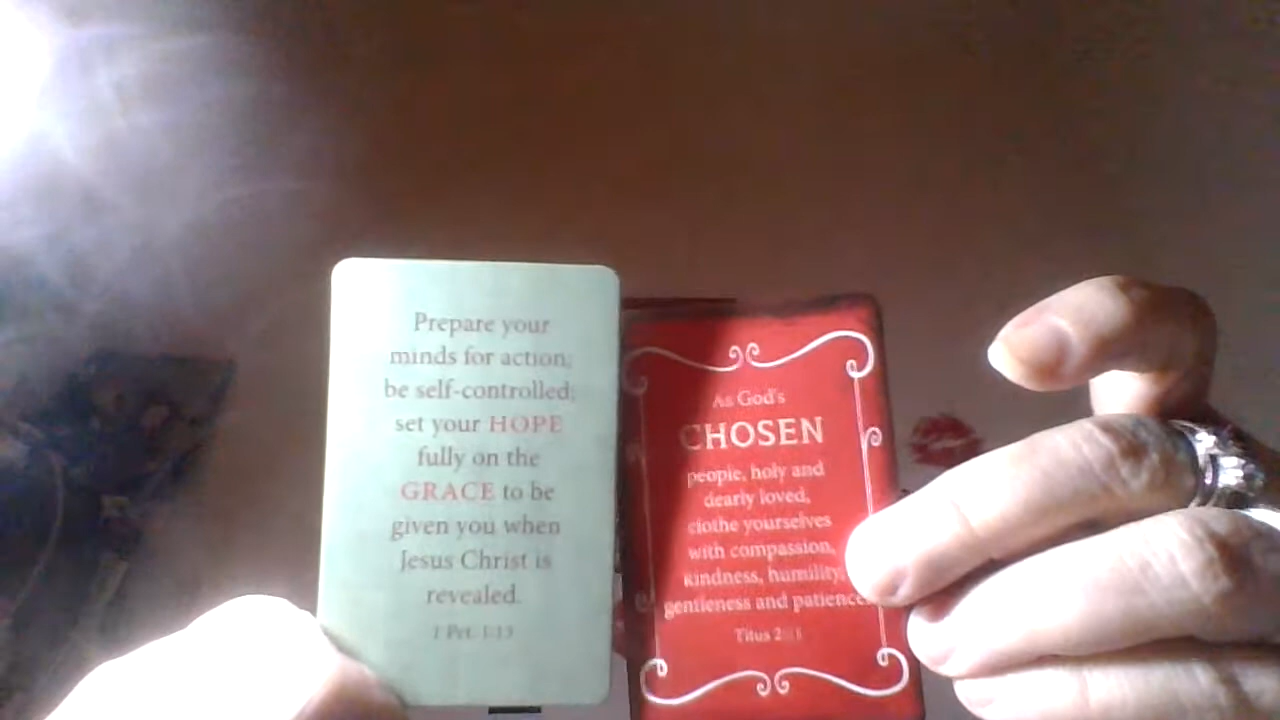 Prepare your
minds for action,
be self-controlled;
set your HOPE
fully on the
GRACE to be
given you when
Jesus Christ is
revealed.
1 Pet. 1:13
As God's
CHOSEN
people, holy and
dearly loved,
clothe yourselves
with compassion,
kindness, humility,
gentleness and patience.
Titus